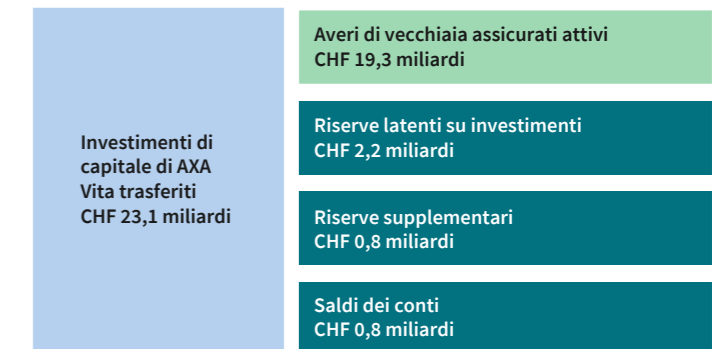 Investimenti di
capitale di AXA
Vita trasferiti
CHF 23,1 miliardi
Averi di vecchiaia assicurati attivi
CHF 19,3 miliardi
Riserve latenti su investimenti
CHF 2,2 miliardi
Riserve supplementari
CHF 0,8 miliardi
Saldi dei conti
CHF 0,8 miliardi